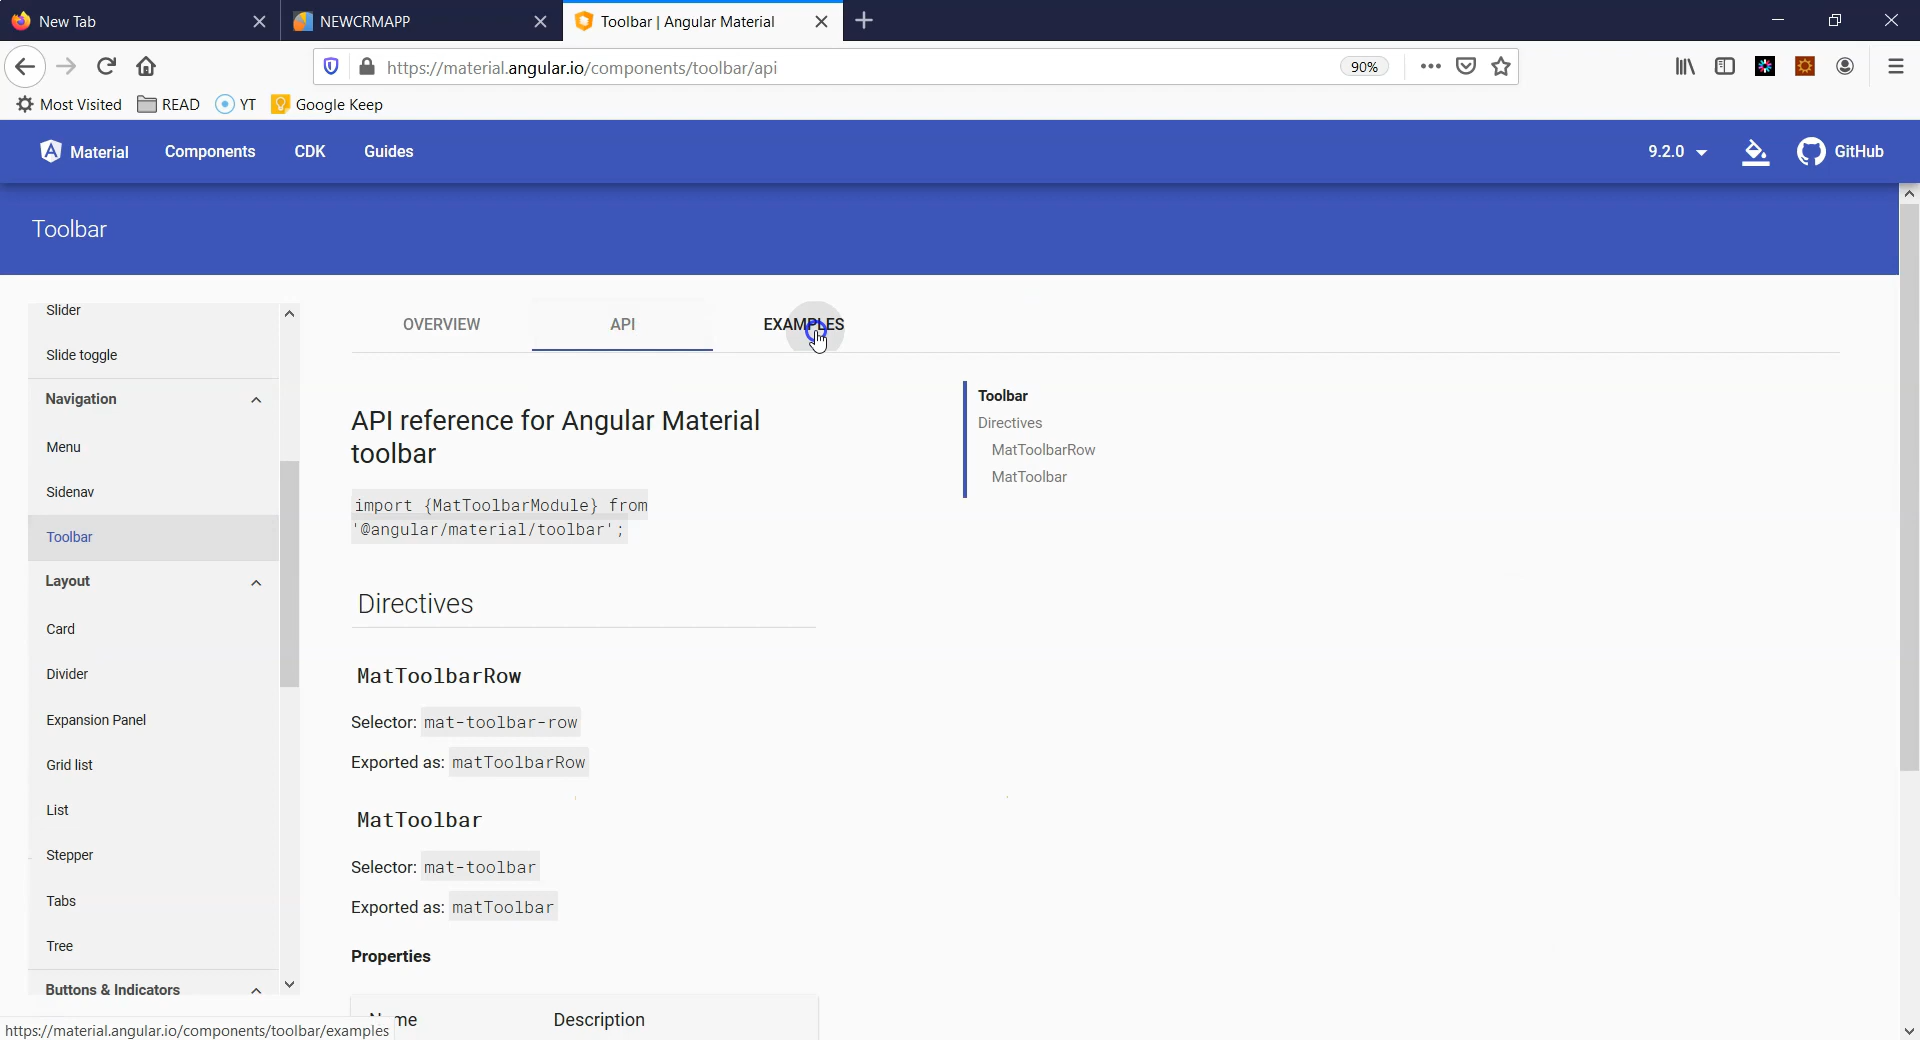 New Tab
NEWCRMAPP
Toolbar | Angular Material
https://material.angular.io/components/toolbar/api
90%
Most Visited
READ
YT
Google Keep
Material
Components
CDK
Guides
9.2.0
GitHub
Toolbar
Slider
Slide toggle
Navigation
Menu
Sidenav
Toolbar
Layout
Card
Divider
Expansion Panel
Grid list
List
Stepper
Tabs
Tree
Buttons & Indicators
OVERVIEW
API
EXAMPLES
API reference for Angular Material
toolbar
import {MatToolbarModule} from
'@angular/material/toolbar';
Directives
MatToolbarRow
Selector: mat-toolbar-row
Exported as: matToolbarRow
MatToolbar
Selector: mat-toolbar
Exported as: matToolbar
Properties
Name
Description
Toolbar
Directives
MatToolbarRow
MatToolbar
https://material.angular.io/components/toolbar/examples